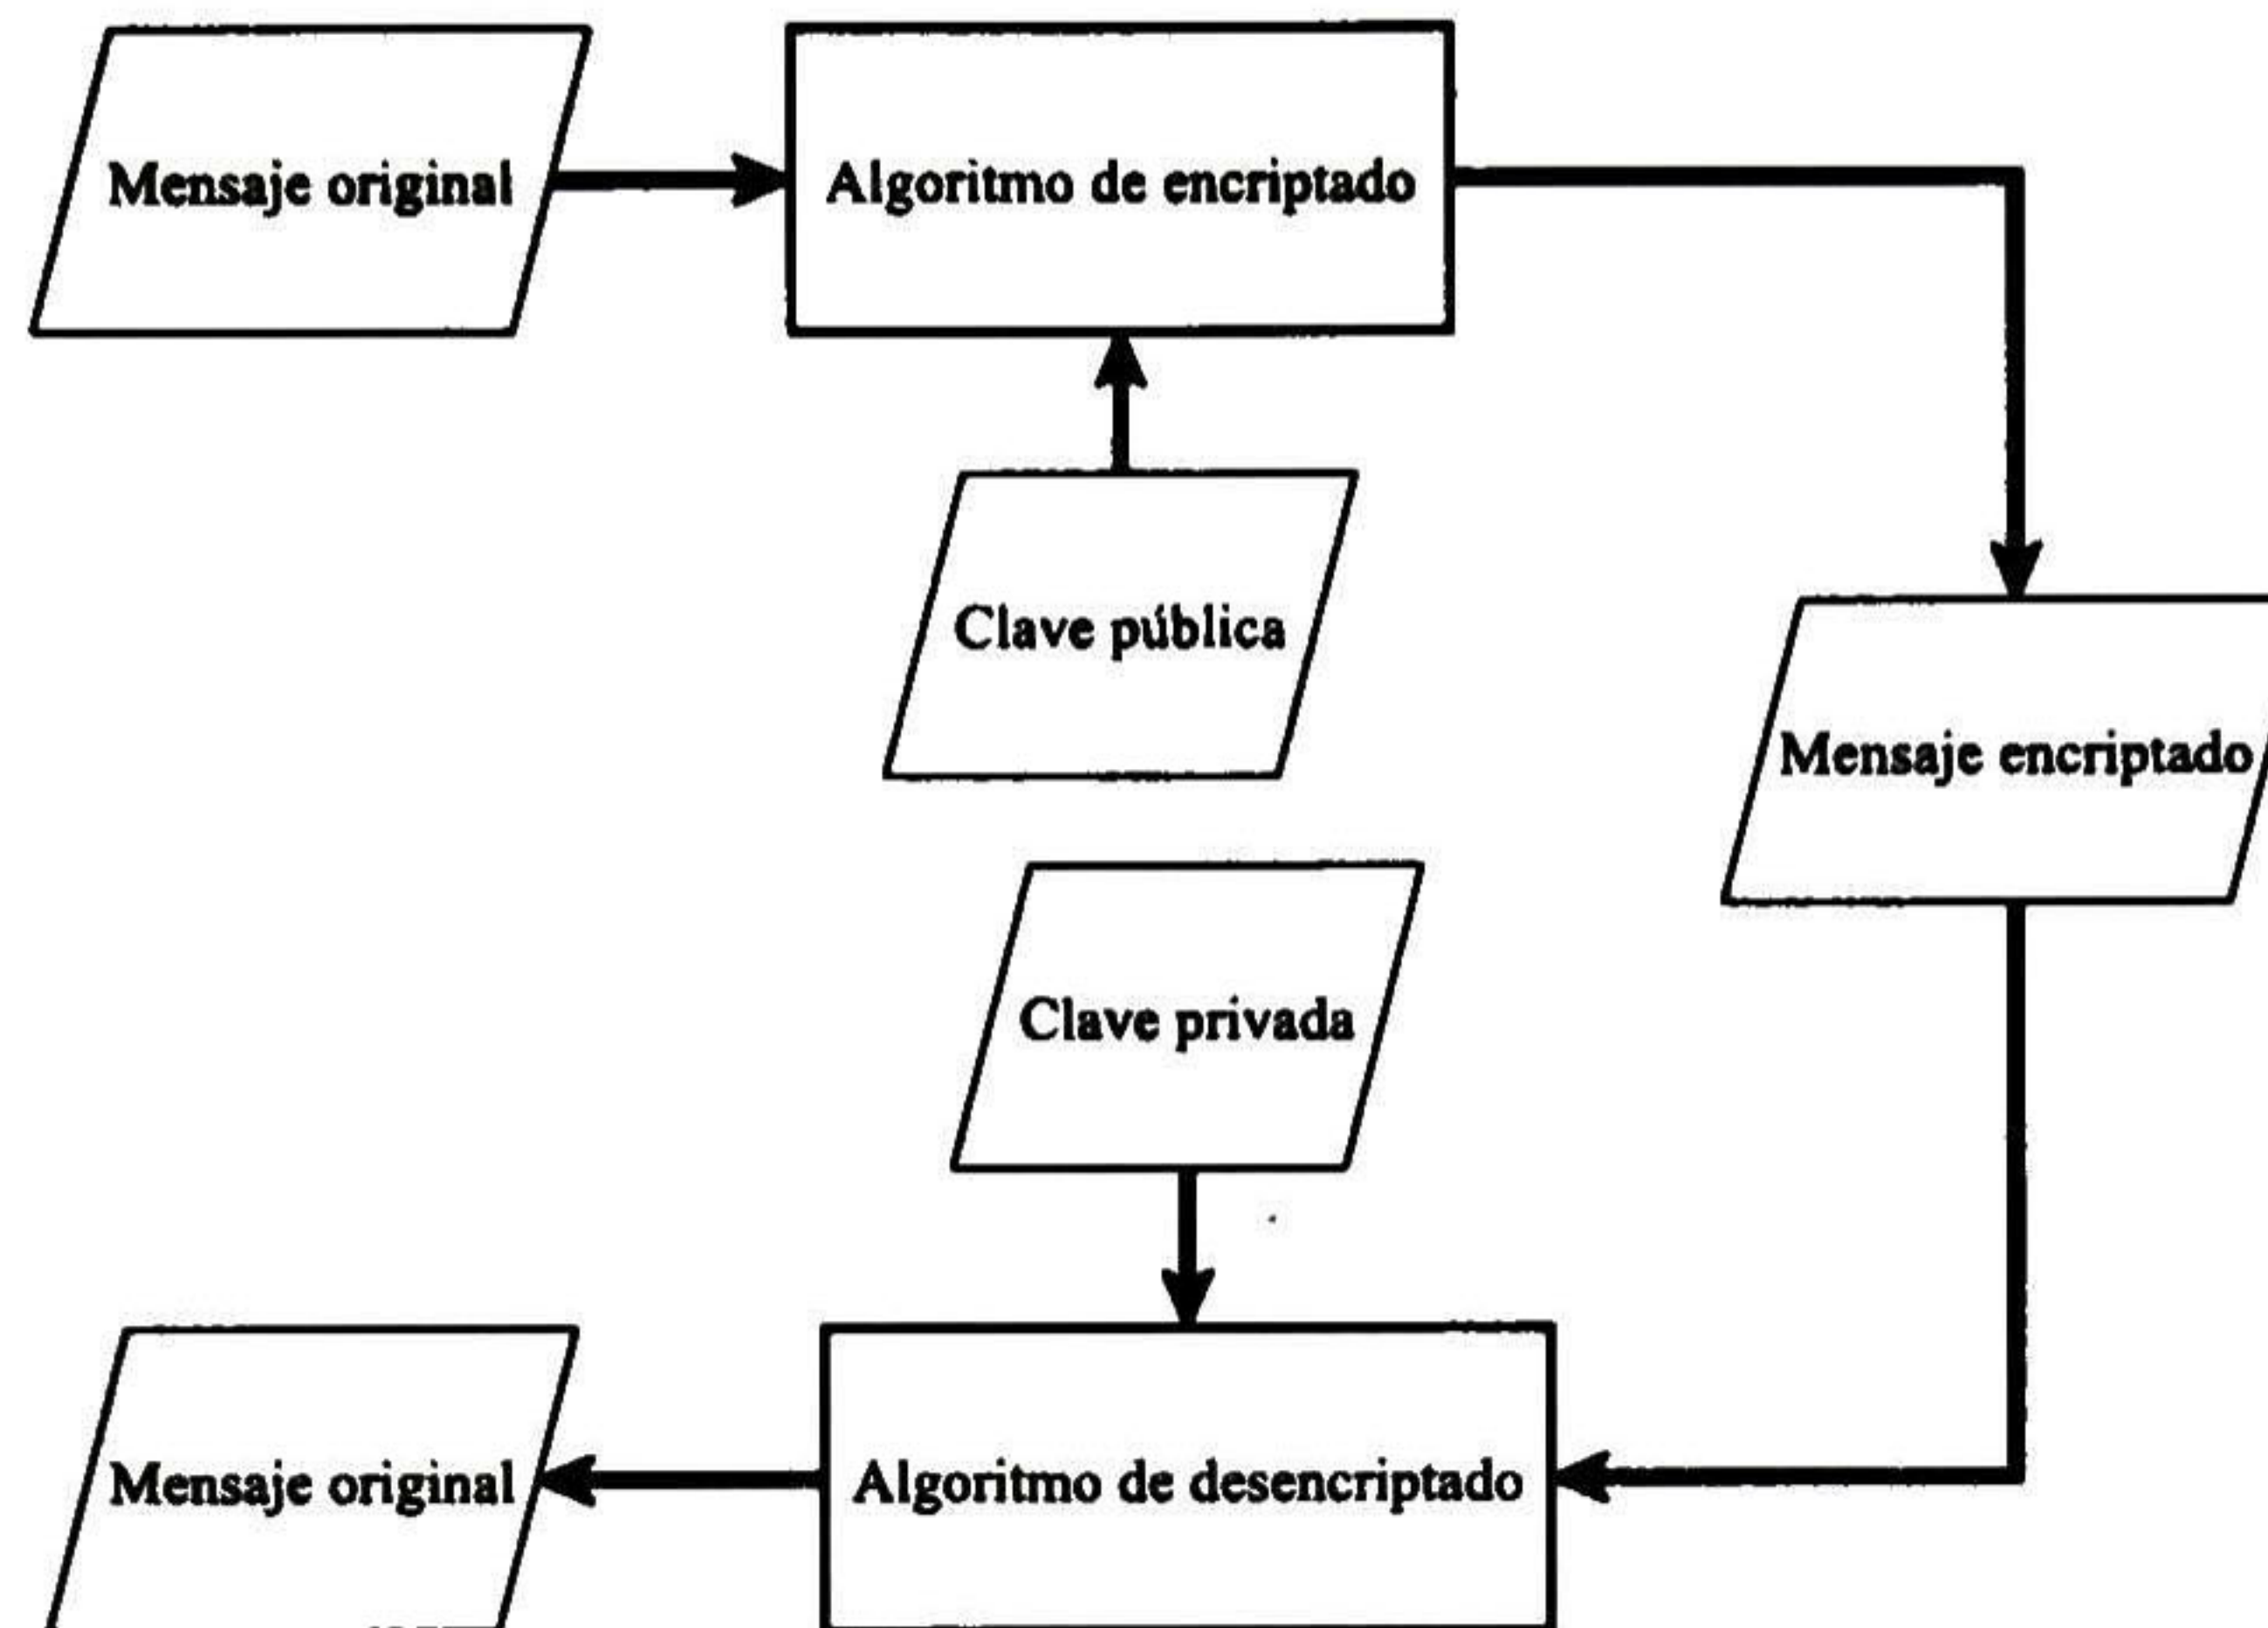 Mensaje original
Algoritmo de encriptado
Clave pública
Mensaje encriptado
Clave privada
Mensaje original
Algoritmo de desencriptado